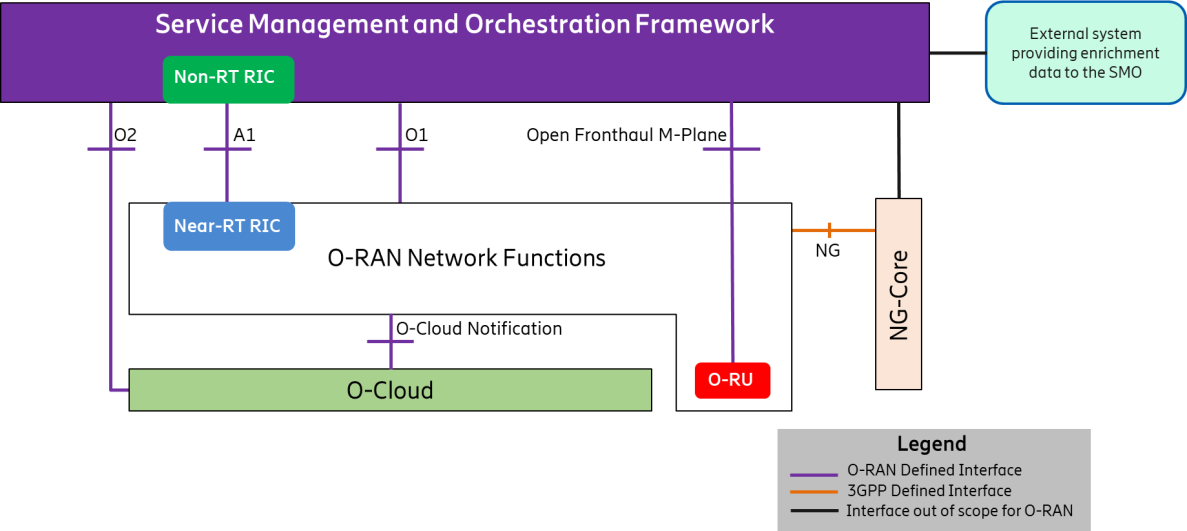 Service Management and Orchestration Framework
External system
providing enrichment
data to the SMO
Non-RT RIC
O2
A1
O1
Open Fronthaul M-Plane
Near-RT RIC
O-RAN Network Functions
NG
NG-Core
O-Cloud Notification
O-RU
O-Cloud
Legend
O-RAN Defined Interface
3GPP Defined Interface
Interface out of scope for O-RAN